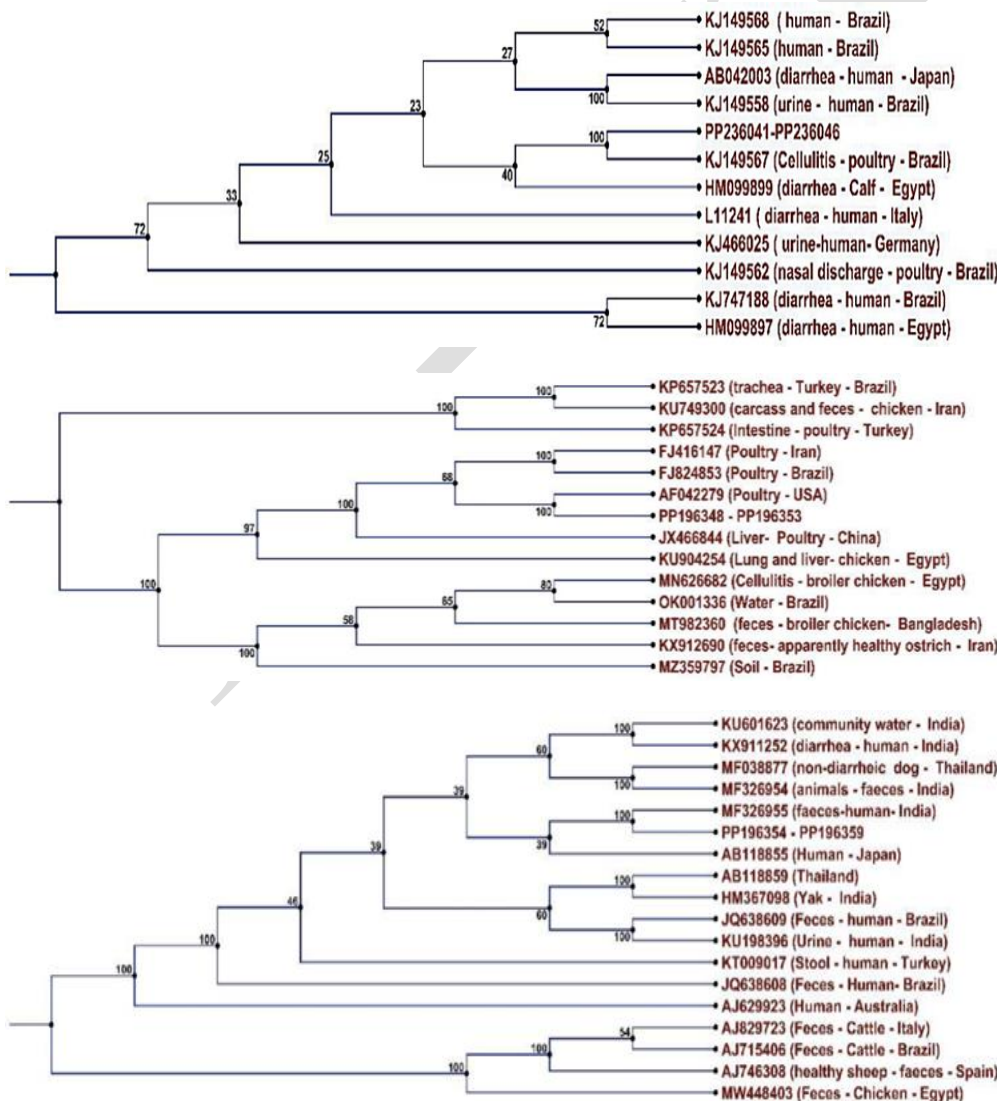 52
KJ149568 ( human - Brazil)
27
KJ149565 (human - Brazil)
AB042003 (diarrhea - human - Japan)
100
KJ149558 (urine - human - Brazil)
23
100
PP236041-PP236046
KJ149567 (Cellulitis - poultry - Brazil)
25
40
HM099899 (diarrhea - Calf - Egypt)
33
L11241 ( diarrhea - human - Italy)
72
KJ466025 ( urine-human- Germany)
KJ149562 (nasal discharge - poultry - Brazil)
KJ747188 (diarrhea - human - Brazil)
72
HM099897 (diarrhea - human - Egypt)
100
KP657523 (trachea - Turkey - Brazil)
100
KU749300 (carcass and feces - chicken - Iran)
KP657524 (Intestine - poultry - Turkey)
100
FJ416147 (Poultry - Iran)
68
FJ824853 (Poultry - Brazil)
100
AF042279 (Poultry - USA)
100
PP196348 - PP196353
97
JX466844 (Liver- Poultry - China)
KU904254 (Lung and liver- chicken - Egypt)
100
80
MN626682 (Cellulitis - broiler chicken - Egypt)
65
OK001336 (Water - Brazil)
58
MT982360 (feces - broiler chicken- Bangladesh)
KX912690 (feces- apparently healthy ostrich - Iran)
100
MZ359797 (Soil - Brazil)
100
KU601623 (community water - India)
60
KX911252 (diarrhea - human - India)
MF038877 (non-diarrheic dog - Thailand)
100
MF326954 (animals - faeces - India)
39
100
MF326955 (faeces-human- India)
PP196354 - PP196359
39
AB118855 (Human - Japan)
39
100
AB118859 (Thailand)
HM367098 (Yak - India)
60
JQ638609 (Feces - human - Brazil)
100
KU198396 (Urine - human - India)
46
KT009017 (Stool - human - Turkey)
100
JQ638608 (Feces - Human- Brazil)
100
AJ629923 (Human - Australia)
54
AJ829723 (Feces - Cattle - Italy)
100
AJ715406 (Feces - Cattle - Brazil)
100
AJ746308 (healthy sheep - faeces - Spain)
MW448403 (Feces - Chicken - Egypt)